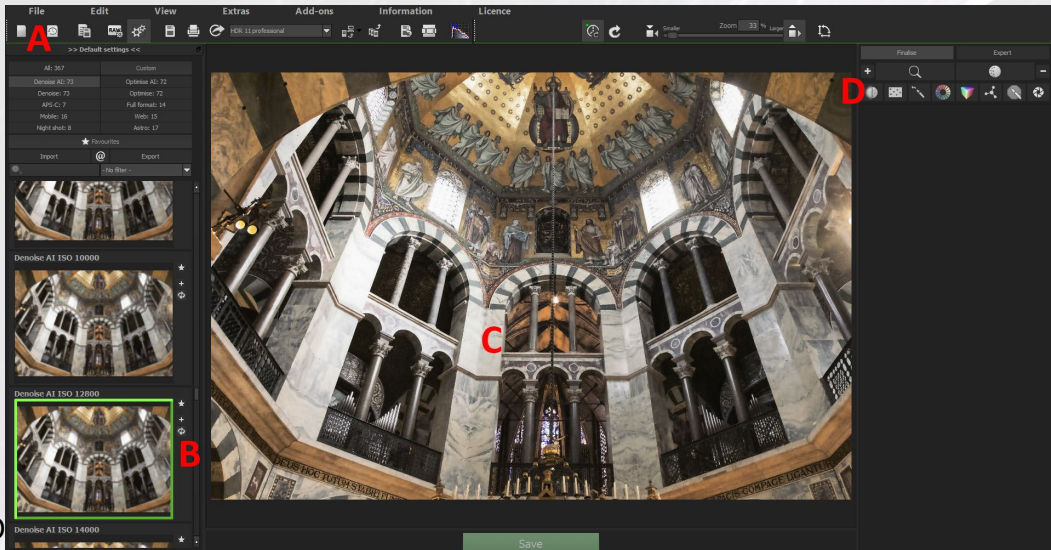 File Edit View Extras Add-ons Information Licence
A
RAW HDR 11 professional Smaller Zoom 33 % Larger
>> Default settings <<
All: 367 Custom
Denoise AI: 73 Optimise AI: 72
Denoise: 73 Optimise: 72
APS-C: 7 Full format: 14
Mobile: 16 Web: 15
Night shot: 8 Astro: 17
Favourites
Import @ Export
- No filter -
Denoise AI ISO 10000
Denoise AI ISO 12800
B
Denoise AI ISO 14000
C
Finalise Expert
D
Save